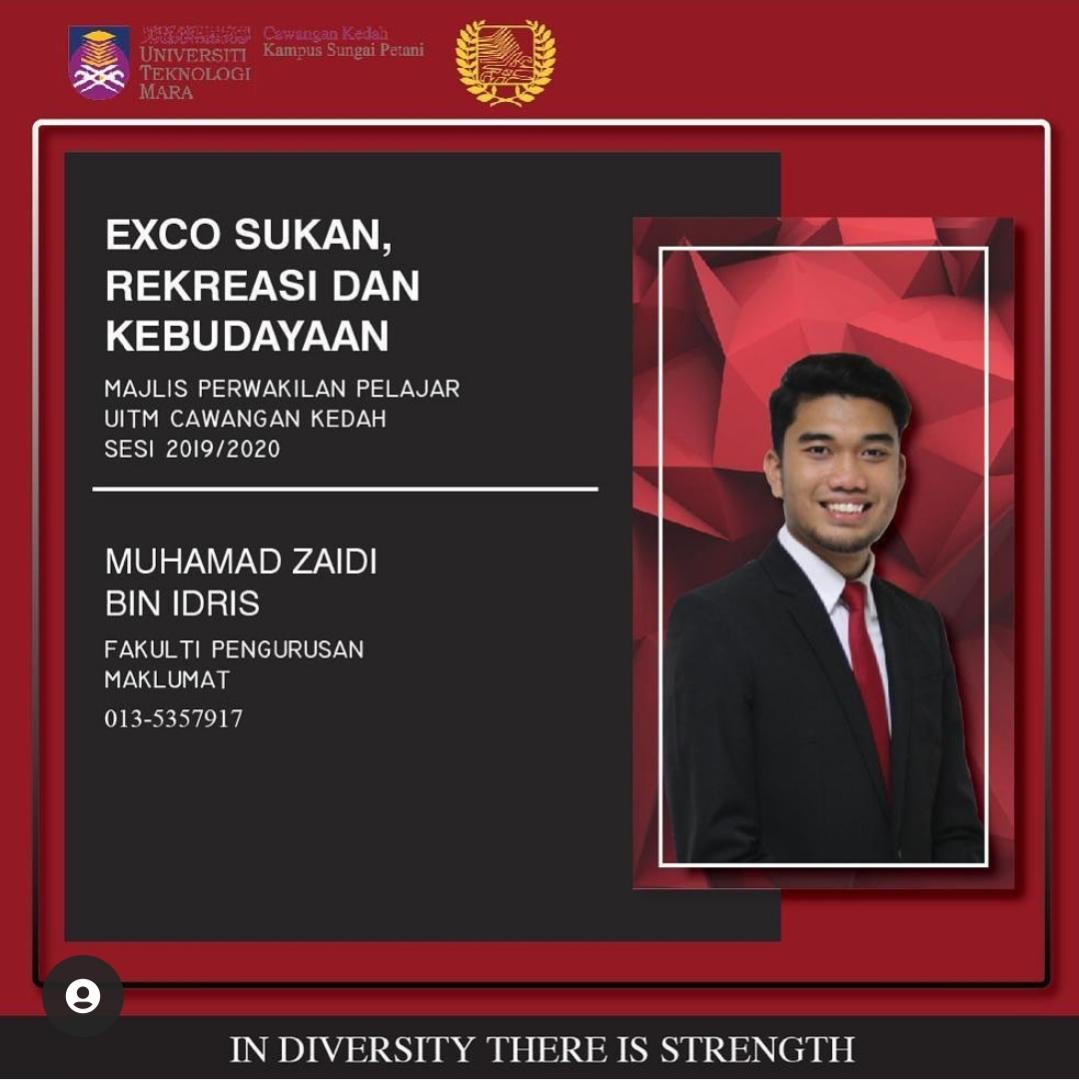 UNIVERSITI
TEKNOLOGI
MARA
Cawangan Kedah
Kampus Sungai Petani
EXCO SUKAN,
REKREASI DAN
KEBUDAYAAN
MAJLIS PERWAKILAN PELAJAR
UITM CAWANGAN KEDAH
SESI 2019/2020
MUHAMAD ZAIDI
BIN IDRIS
FAKULTI PENGURUSAN
MAKLUMAT
013-5357917
IN DIVERSITY THERE IS STRENGTH